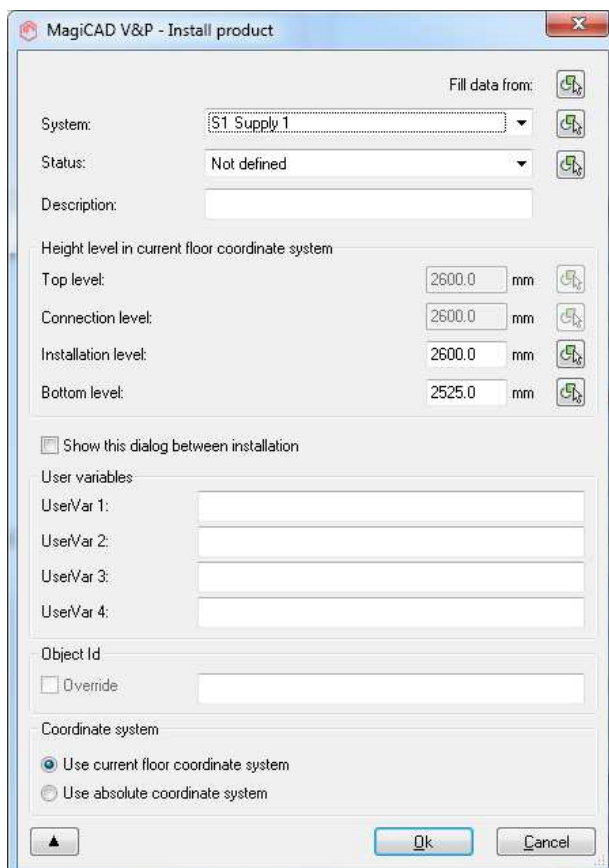 MagiCAD V&P - Install product
Fill data from:
System: S1 Supply 1
Status: Not defined
Description:
Height level in current floor coordinate system
Top level: 2600.0 mm
Connection level: 2600.0 mm
Installation level: 2600.0 mm
Bottom level: 2525.0 mm
Show this dialog between installation
User variables
UserVar 1:
UserVar 2:
UserVar 3:
UserVar 4:
Object Id
Override
Coordinate system
Use current floor coordinate system
Use absolute coordinate system
Ok Cancel